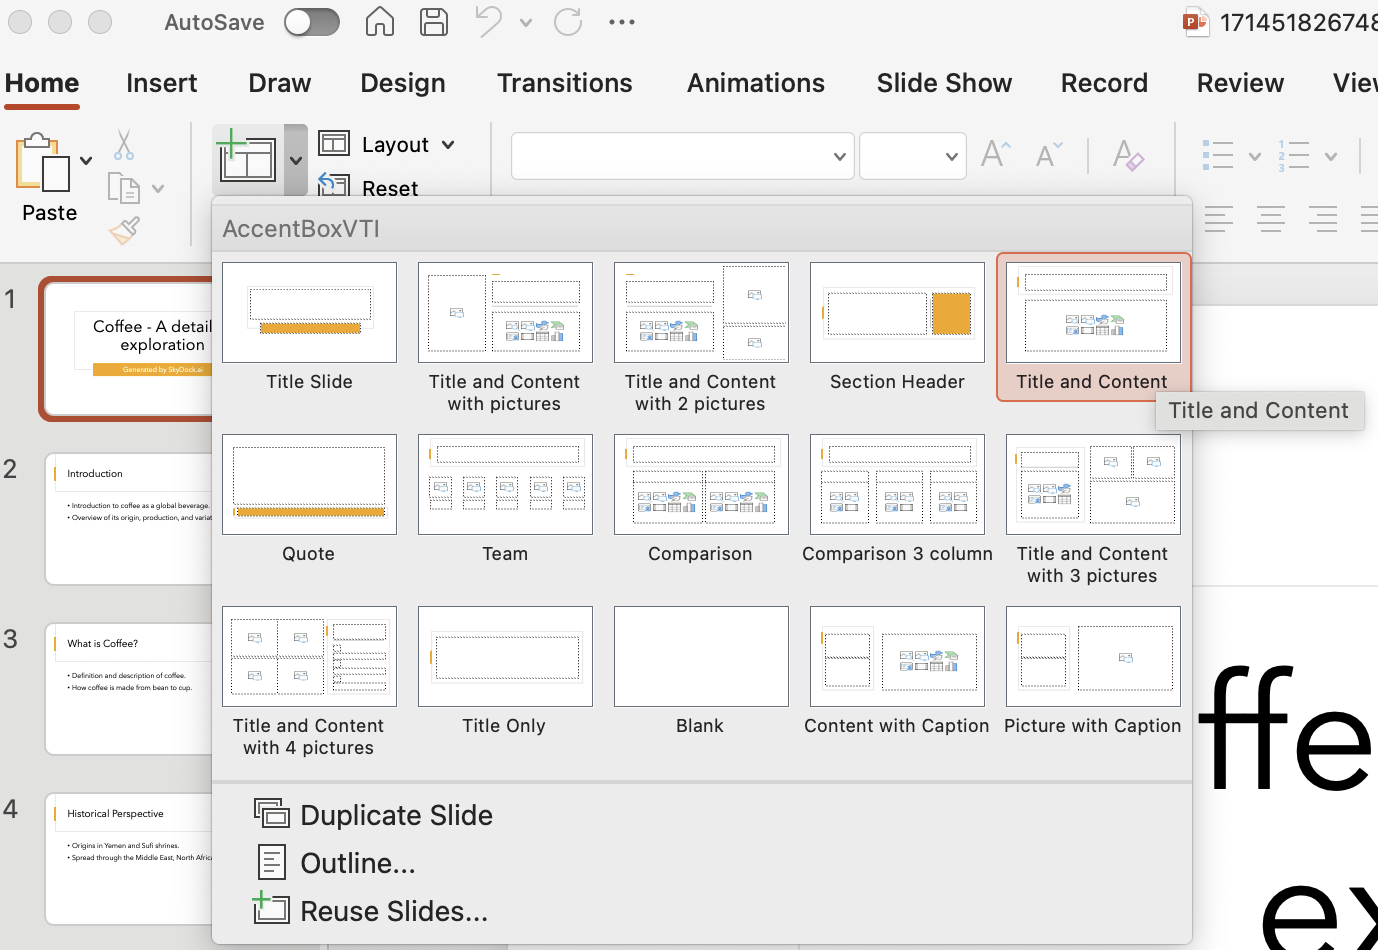 AutoSave
17145182674
Home Insert Draw Design Transitions Animations Slide Show Record Review View
Paste
Layout
Reset
AccentBoxVTI
Title Slide
Title and Content
with pictures
Title and Content
with 2 pictures
Section Header
Title and Content
Title and Content
Quote
Team
Comparison
Comparison 3 column
Title and Content
with 3 pictures
Title and Content
with 4 pictures
Title Only
Blank
Content with Caption
Picture with Caption
Duplicate Slide
Outline...
Reuse Slides...
1
Coffee - A detail
exploration
Generated by SkyDock.ai
2
Introduction
• Introduction to coffee as a global beverage.
• Overview of its origin, production, and variat
3
What is Coffee?
• Definition and description of coffee.
• How coffee is made from bean to cup.
4
Historical Perspective
• Origins in Yemen and Sufi shrines.
• Spread through the Middle East, North Africa
ffe
ex